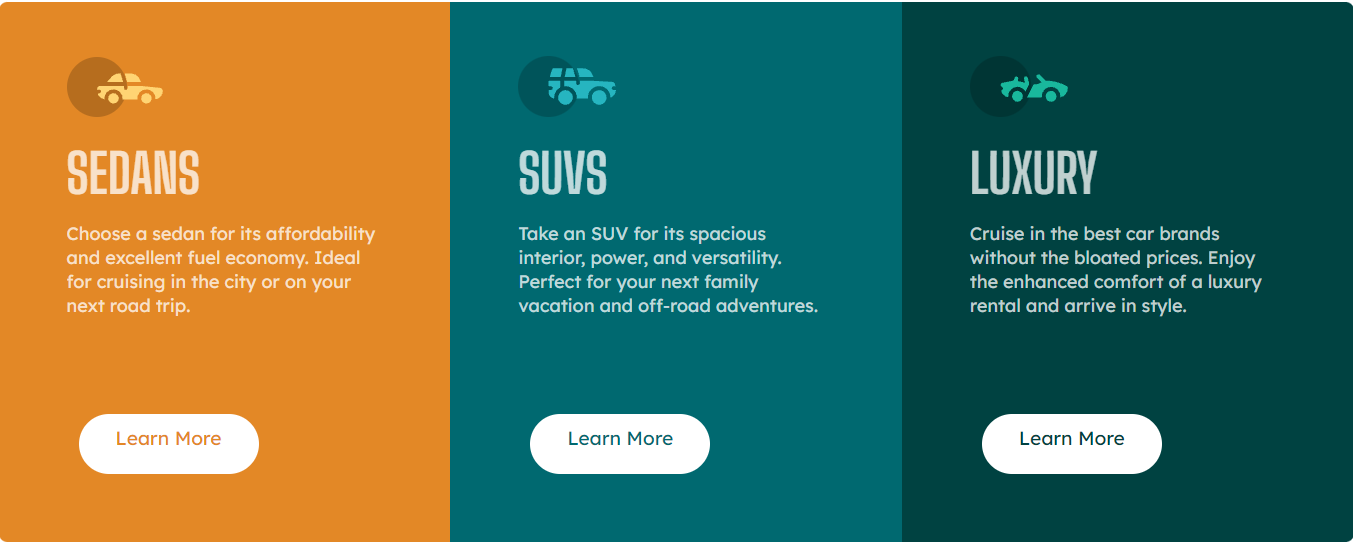 SEDANS
Choose a sedan for its affordability
and excellent fuel economy. Ideal
for cruising in the city or on your
next road trip.
Learn More
SUVS
Take an SUV for its spacious
interior, power, and versatility.
Perfect for your next family
vacation and off-road adventures.
Learn More
LUXURY
Cruise in the best car brands
without the bloated prices. Enjoy
the enhanced comfort of a luxury
rental and arrive in style.
Learn More